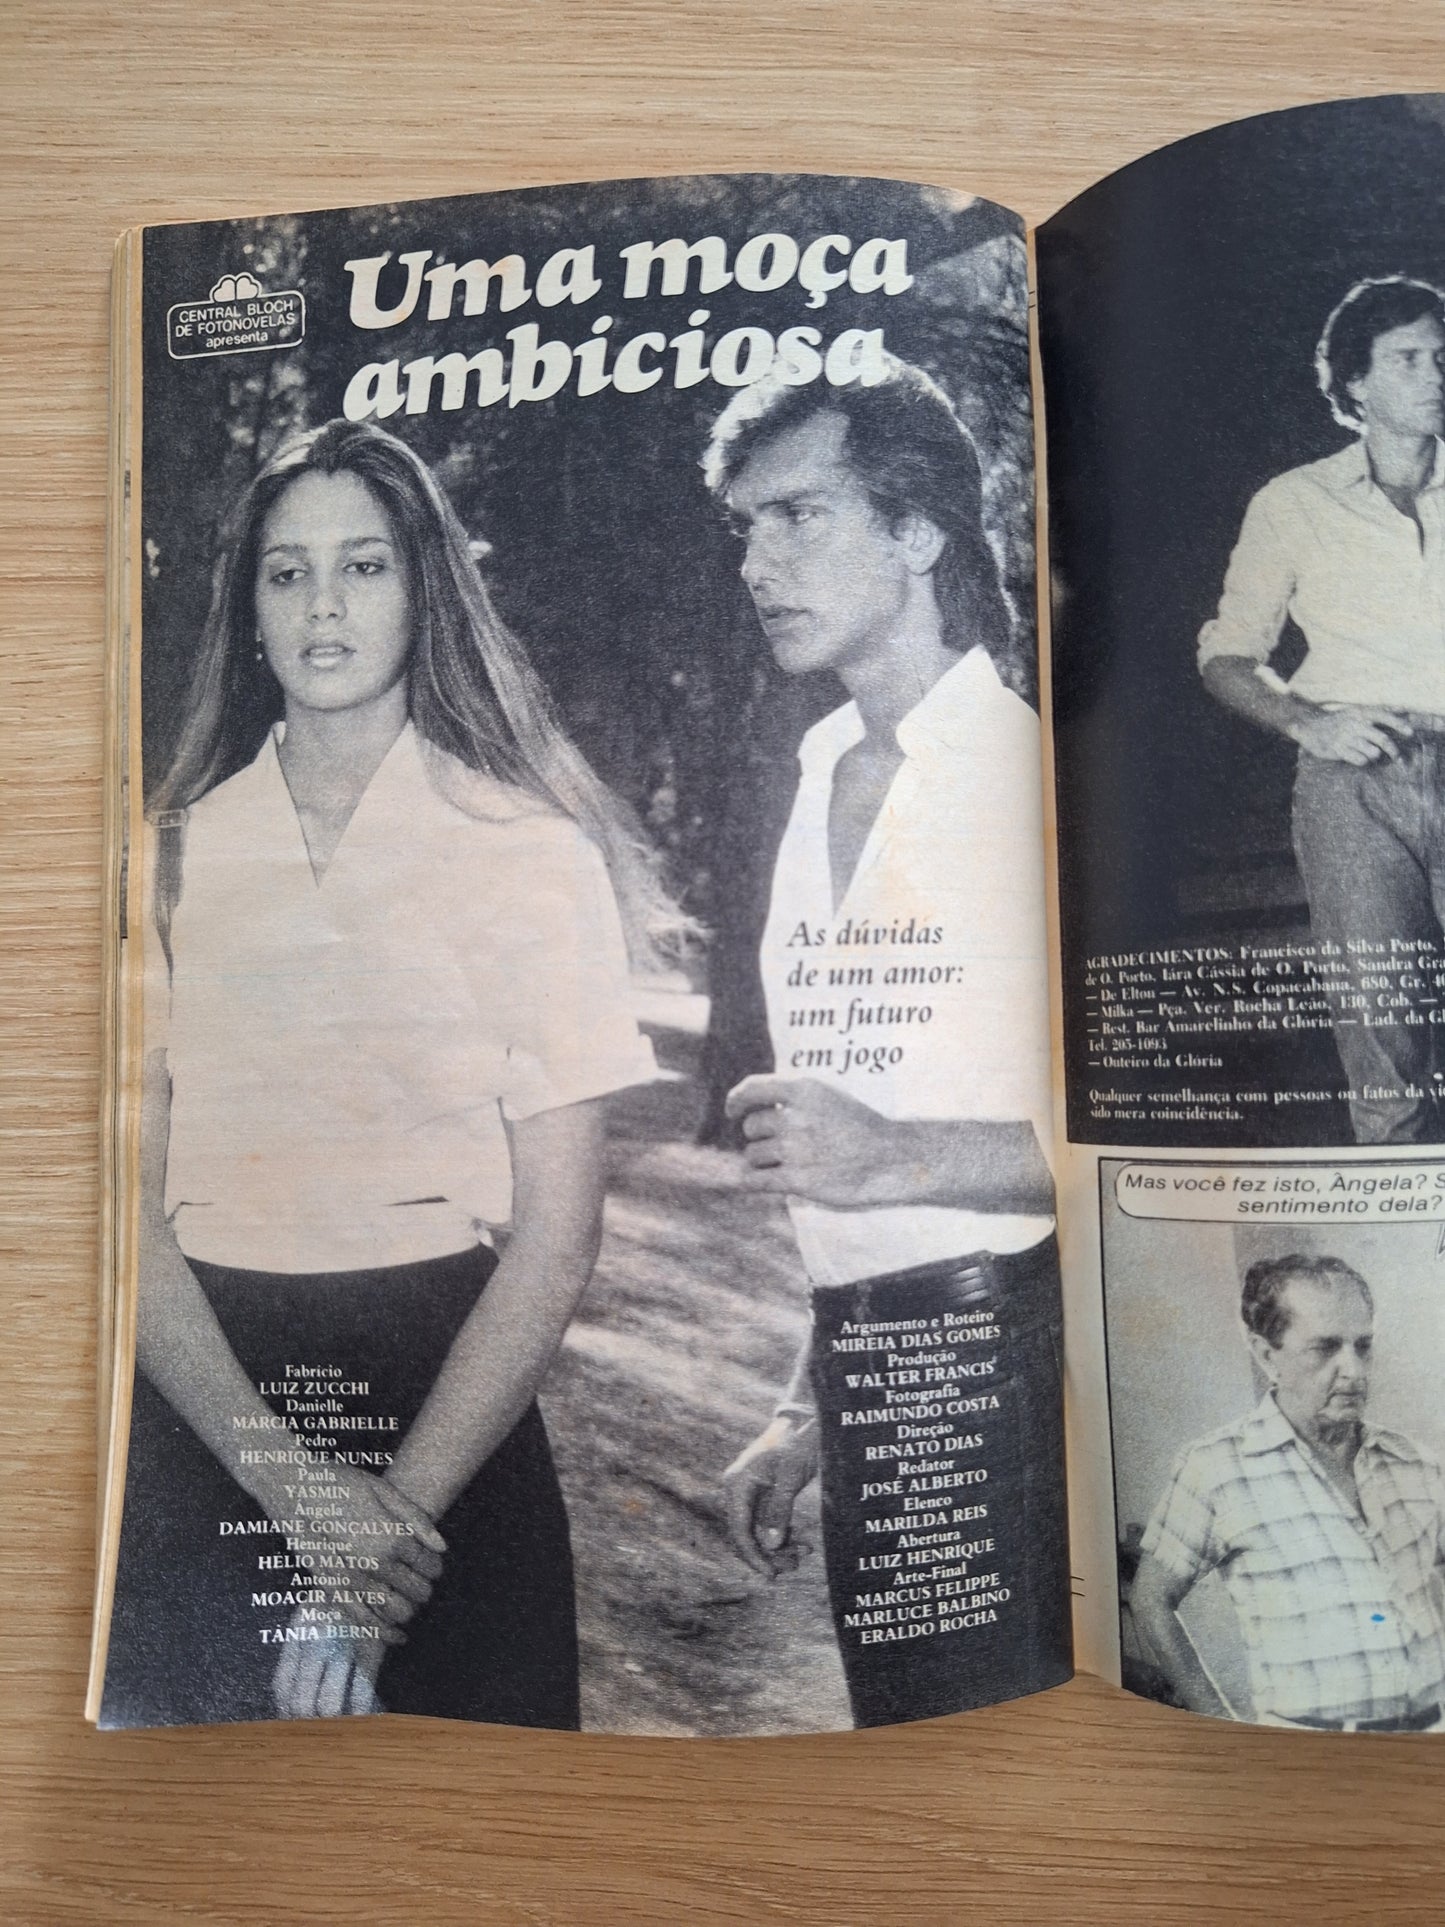 CENTRAL BLOCH
DE FOTONOVELAS
apresenta
Uma moça
ambiciosa
As dúvidas
de um amor:
um futuro
em jogo
Fabrício
LUIZ ZUCCHI
Danielle
MÁRCIA GABRIELLE
Pedro
HENRIQUE NUNES
Paula
YASMIN
Ângela
DAMIANE GONÇALVES
Henrique
HÉLIO MATOS
Antônio
MOACIR ALVES
Moça
TÂNIA BERNI
Argumento e Roteiro
MIREIA DIAS GOMES
Produção
WALTER FRANCIS
Fotografia
RAIMUNDO COSTA
Direção
RENATO DIAS
Redator
JOSÉ ALBERTO
Elenco
MARILDA REIS
Abertura
LUIZ HENRIQUE
Arte-Final
MARCUS FELIPPE
MARLUCE BALBINO
ERALDO ROCHA
AGRADECIMENTOS: Francisco da Silva Porto,
de O. Porto, Iára Cássia de O. Porto, Sandra
— De Elton — Av. N.S. Copacabana, 680, Gr.
— Milka — Pça. Ver. Rocha Leão, 130, Cob. —
— Rest. Bar Amarelinho da Glória — Lad. da
Tel. 205-1093
— Outeiro da Glória
Qualquer semelhança com pessoas ou fatos da
sido mera coincidência.
Mas você fez isto, Ângela?
sentimento dela?